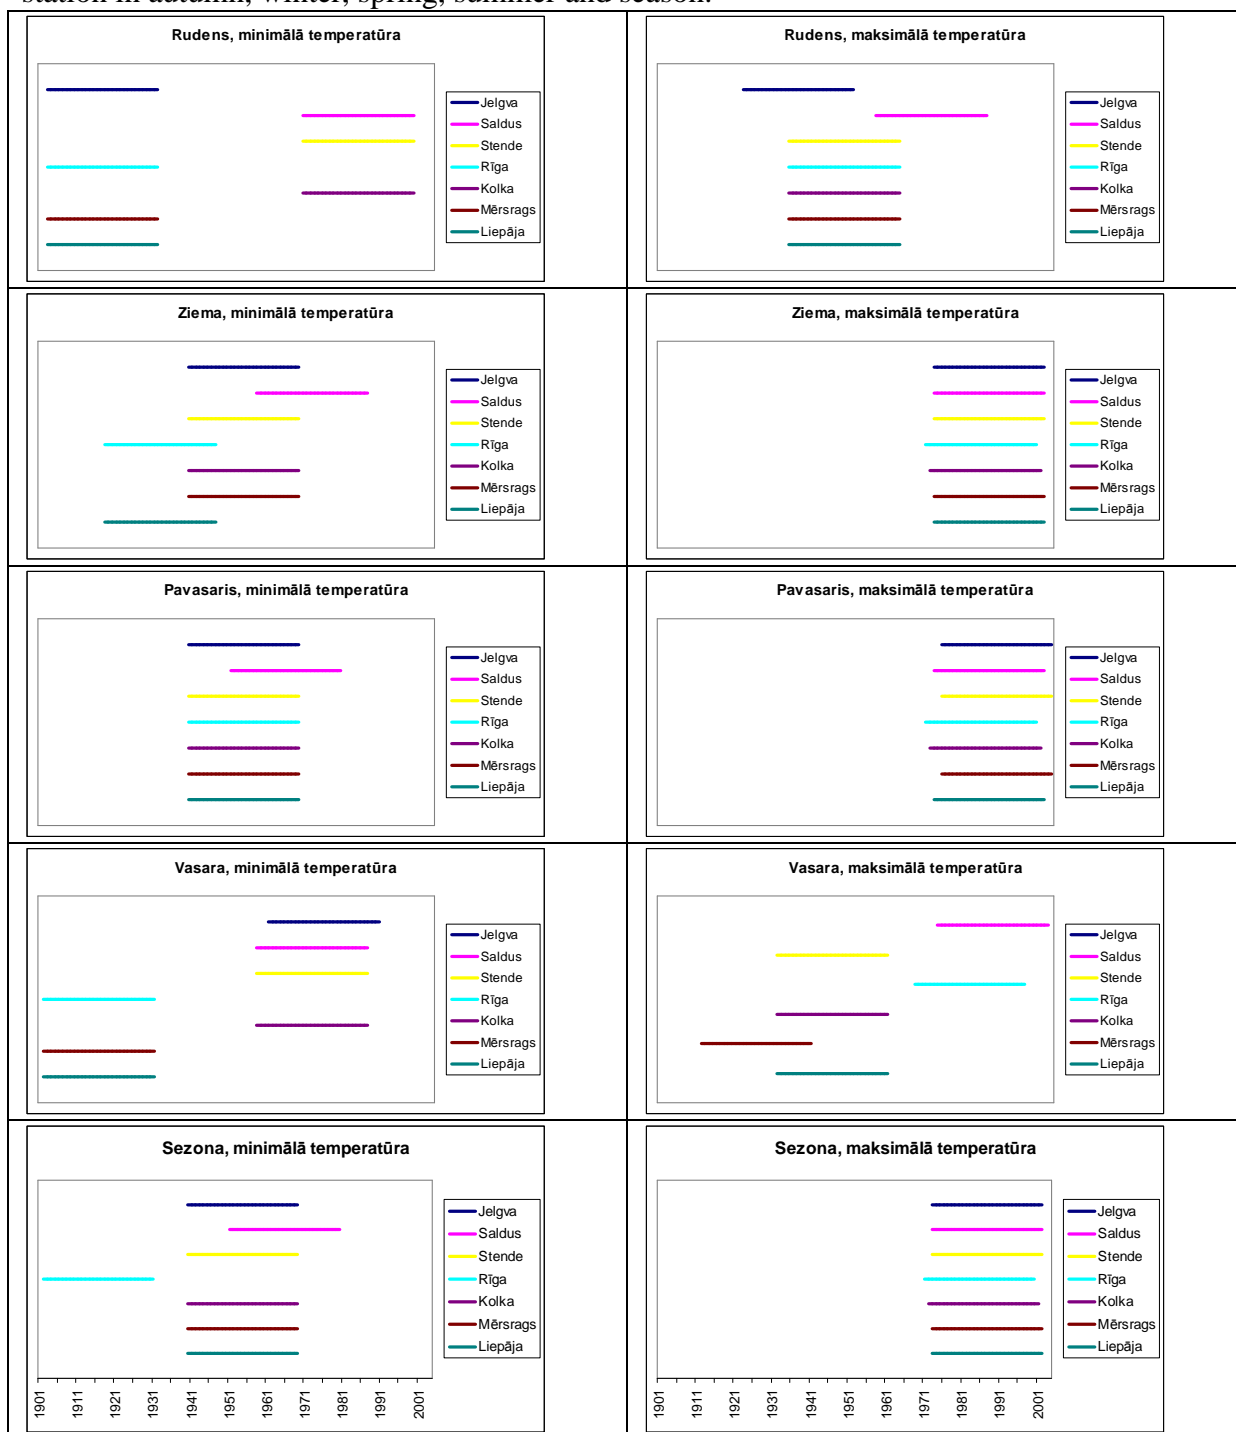 station in autumn, winter, spring, summer and season.
Rudens, minimālā temperatūra
Jelgva
Saldus
Stende
Rīga
Kolka
Mērsrags
Liepāja
Rudens, maksimālā temperatūra
Jelgva
Saldus
Stende
Rīga
Kolka
Mērsrags
Liepāja
Ziema, minimālā temperatūra
Jelgva
Saldus
Stende
Rīga
Kolka
Mērsrags
Liepāja
Ziema, maksimālā temperatūra
Jelgva
Saldus
Stende
Rīga
Kolka
Mērsrags
Liepāja
Pavasaris, minimālā temperatūra
Jelgva
Saldus
Stende
Rīga
Kolka
Mērsrags
Liepāja
Pavasaris, maksimālā temperatūra
Jelgva
Saldus
Stende
Rīga
Kolka
Mērsrags
Liepāja
Vasara, minimālā temperatūra
Jelgva
Saldus
Stende
Rīga
Kolka
Mērsrags
Liepāja
Vasara, maksimālā temperatūra
Jelgva
Saldus
Stende
Rīga
Kolka
Mērsrags
Liepāja
Sezona, minimālā temperatūra
Jelgva
Saldus
Stende
Rīga
Kolka
Mērsrags
Liepāja
1901 1911 1921 1931 1941 1951 1961 1971 1981 1991 2001
Sezona, maksimālā temperatūra
Jelgva
Saldus
Stende
Rīga
Kolka
Mērsrags
Liepāja
1901 1911 1921 1931 1941 1951 1961 1971 1981 1991 2001